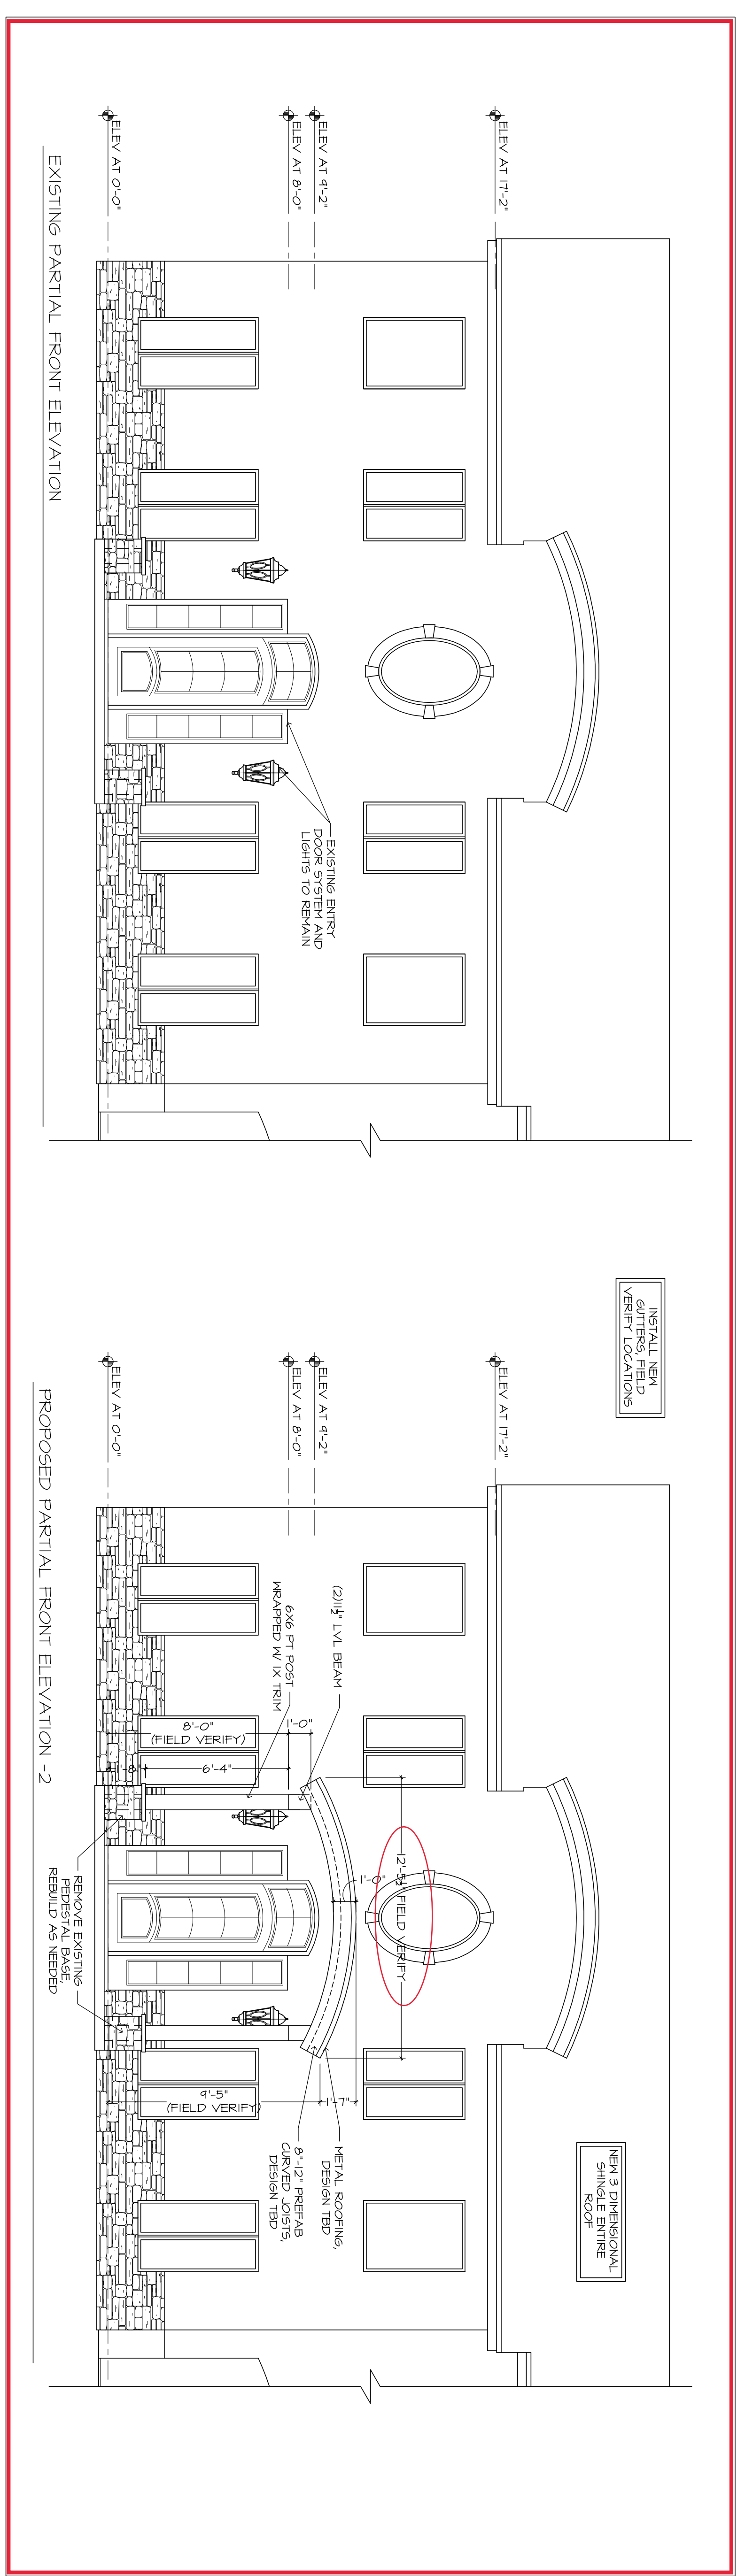 ELEV AT 17'-2"
ELEV AT 9'-2"
ELEV AT 8'-0"
ELEV AT 0'-0"
EXISTING ENTRY
DOOR SYSTEM AND
LIGHTS TO REMAIN
EXISTING PARTIAL FRONT ELEVATION
INSTALL NEW
GUTTERS, FIELD
VERIFY LOCATIONS
NEW 3 DIMENSIONAL
SHINGLE ENTIRE
ROOF
ELEV AT 17'-2"
ELEV AT 9'-2"
ELEV AT 8'-0"
ELEV AT 0'-0"
12'-5½" FIELD VERIFY
1'-0"
(2)11½" LVL BEAM
6X6 PT POST
WRAPPED W/ 1X TRIM
1'-0"
8'-0"
(FIELD VERIFY)
6'-4"
1'-8"
1'-7"
9'-5"
(FIELD VERIFY)
METAL ROOFING,
DESIGN TBD
8"-12" PREFAB
CURVED JOISTS,
DESIGN TBD
REMOVE EXISTING
PEDESTAL BASE,
REBUILD AS NEEDED
PROPOSED PARTIAL FRONT ELEVATION -2